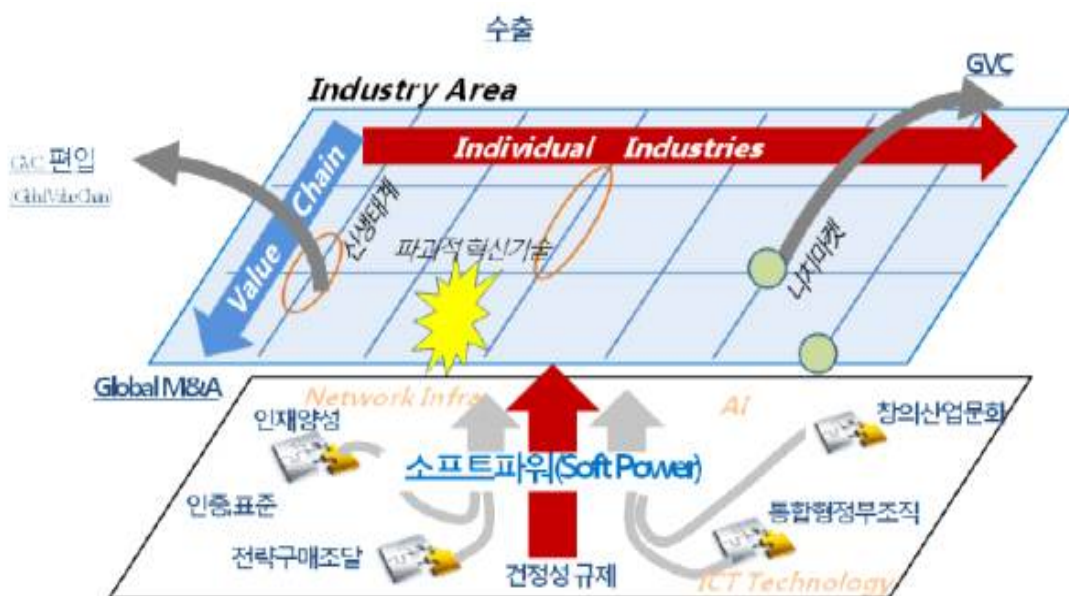 수출
GVC
Industry Area
Individual Industries
GVC 편입
(Global Value Chain)
Value Chain
신생태계
파괴적 혁신기술
니치마켓
Global M&A
Network Infra
AI
인재양성
창의산업문화
소프트파워(Soft Power)
인증,표준
통합형정부조직
전략구매조달
건정성 규제
ICT Technology